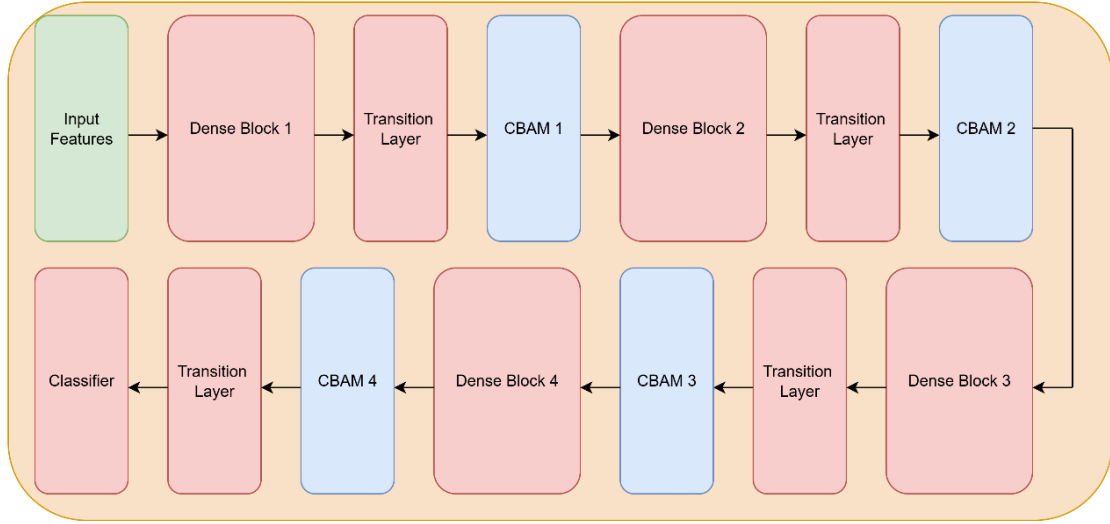 Input
Features
Dense Block 1
Transition
Layer
CBAM 1
Dense Block 2
Transition
Layer
CBAM 2
Classifier
Transition
Layer
CBAM 4
Dense Block 4
CBAM 3
Transition
Layer
Dense Block 3